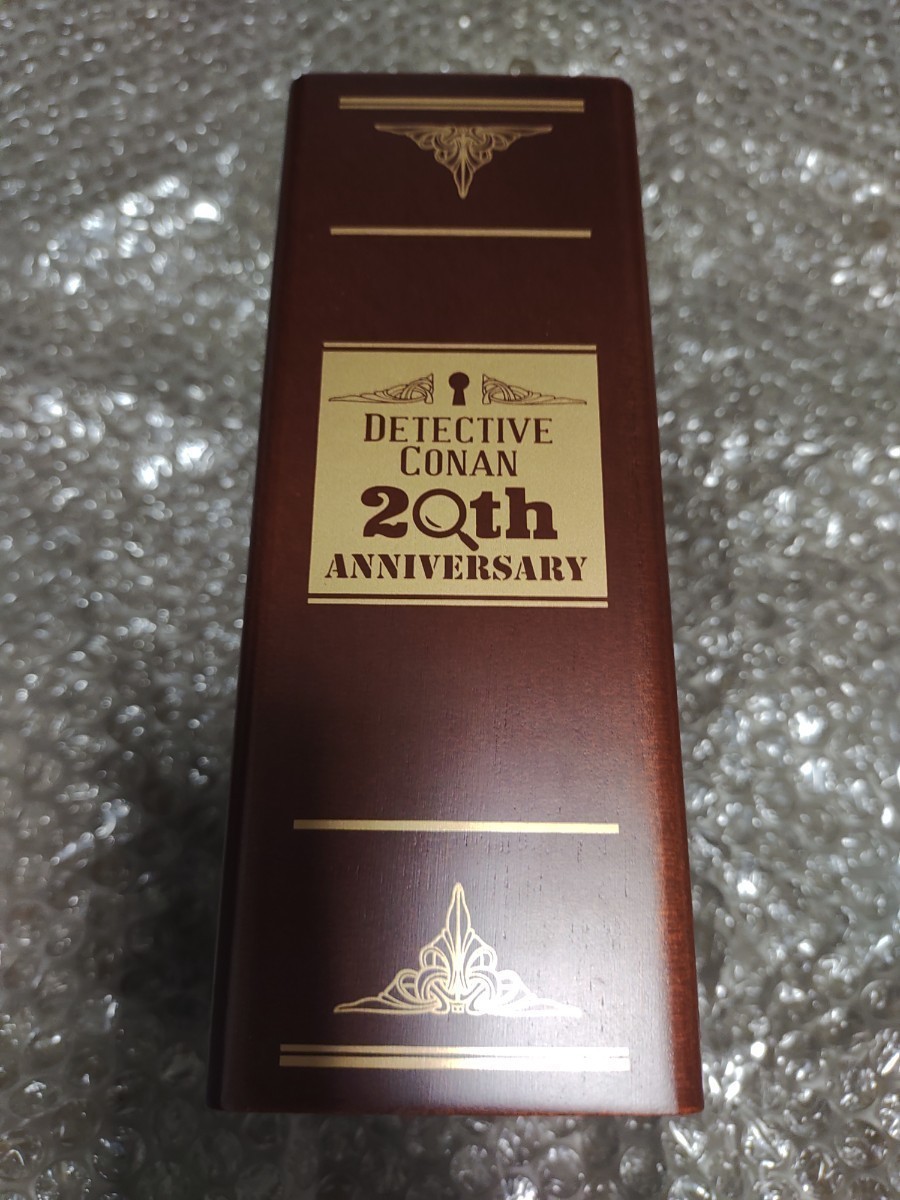 DETECTIVE
CONAN
20th
ANNIVERSARY